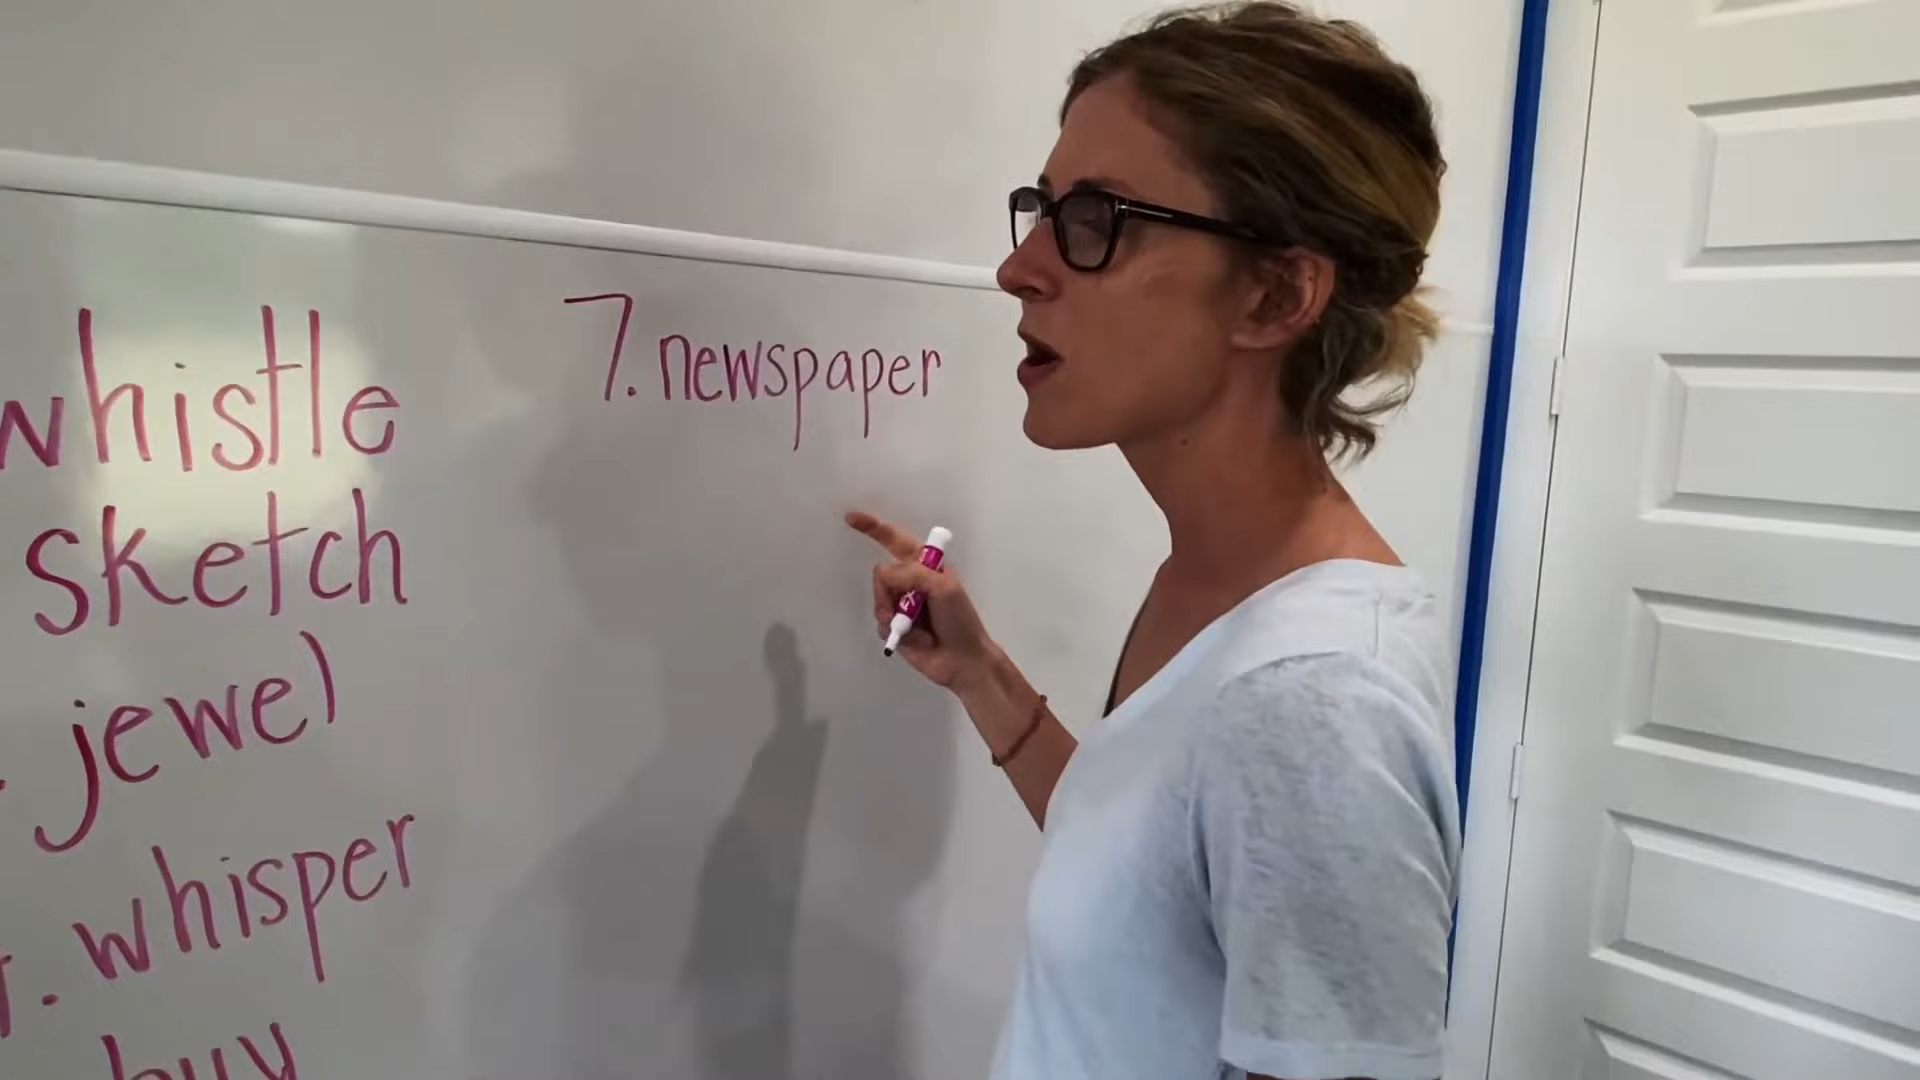 whistle
sketch
. jewel
. whisper
buy
7. newspaper